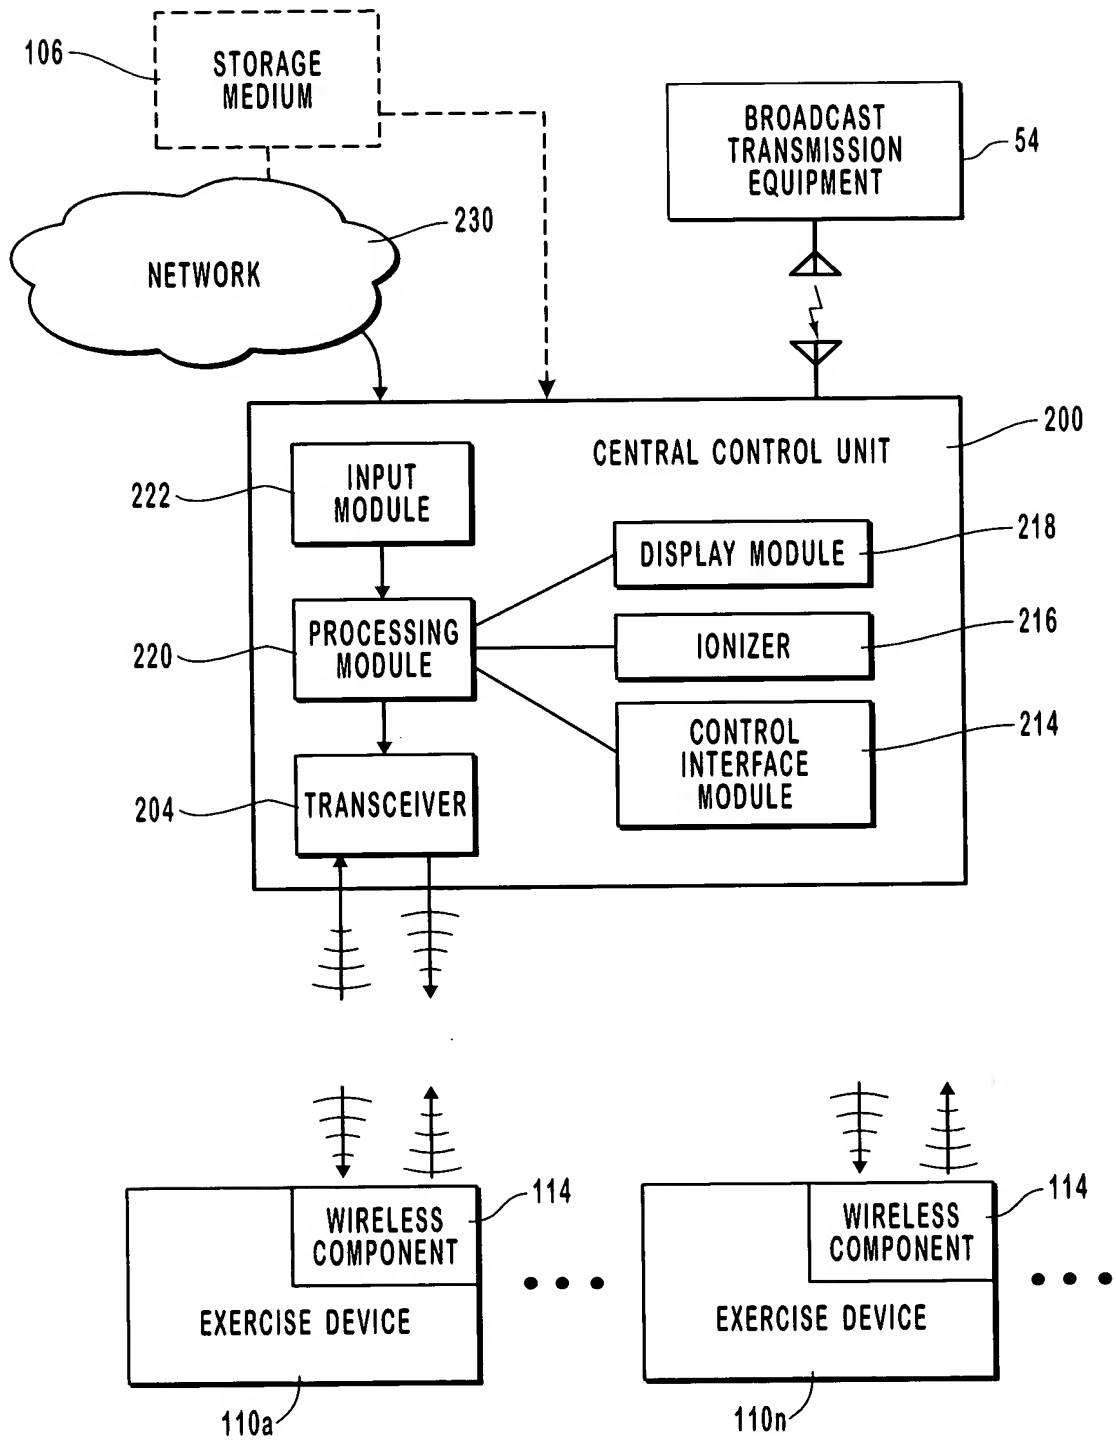 106
STORAGE
MEDIUM
BROADCAST
TRANSMISSION
EQUIPMENT
54
230
NETWORK
200
CENTRAL CONTROL UNIT
222
INPUT
MODULE
218
DISPLAY MODULE
220
PROCESSING
MODULE
216
IONIZER
214
CONTROL
INTERFACE
MODULE
204
TRANSCEIVER
114
WIRELESS
COMPONENT
EXERCISE DEVICE
110a
114
WIRELESS
COMPONENT
EXERCISE DEVICE
110n